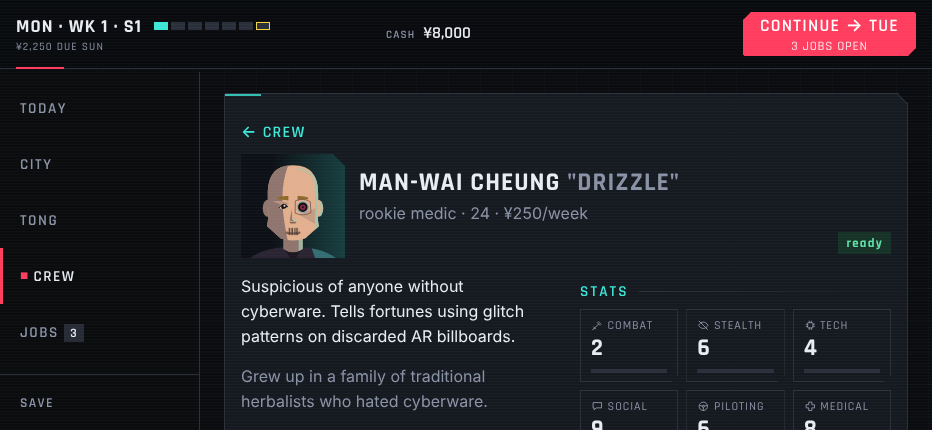 MON · WK 1 · S1
¥2,250 DUE SUN
CASH ¥8,000
CONTINUE → TUE
3 JOBS OPEN
TODAY
CITY
TONG
CREW
JOBS 3
SAVE
← CREW
MAN-WAI CHEUNG "DRIZZLE"
rookie medic · 24 · ¥250/week
ready
Suspicious of anyone without
cyberware. Tells fortunes using glitch
patterns on discarded AR billboards.
Grew up in a family of traditional
herbalists who hated cyberware.
STATS
COMBAT
2
STEALTH
6
TECH
4
SOCIAL
9
PILOTING
6
MEDICAL
8